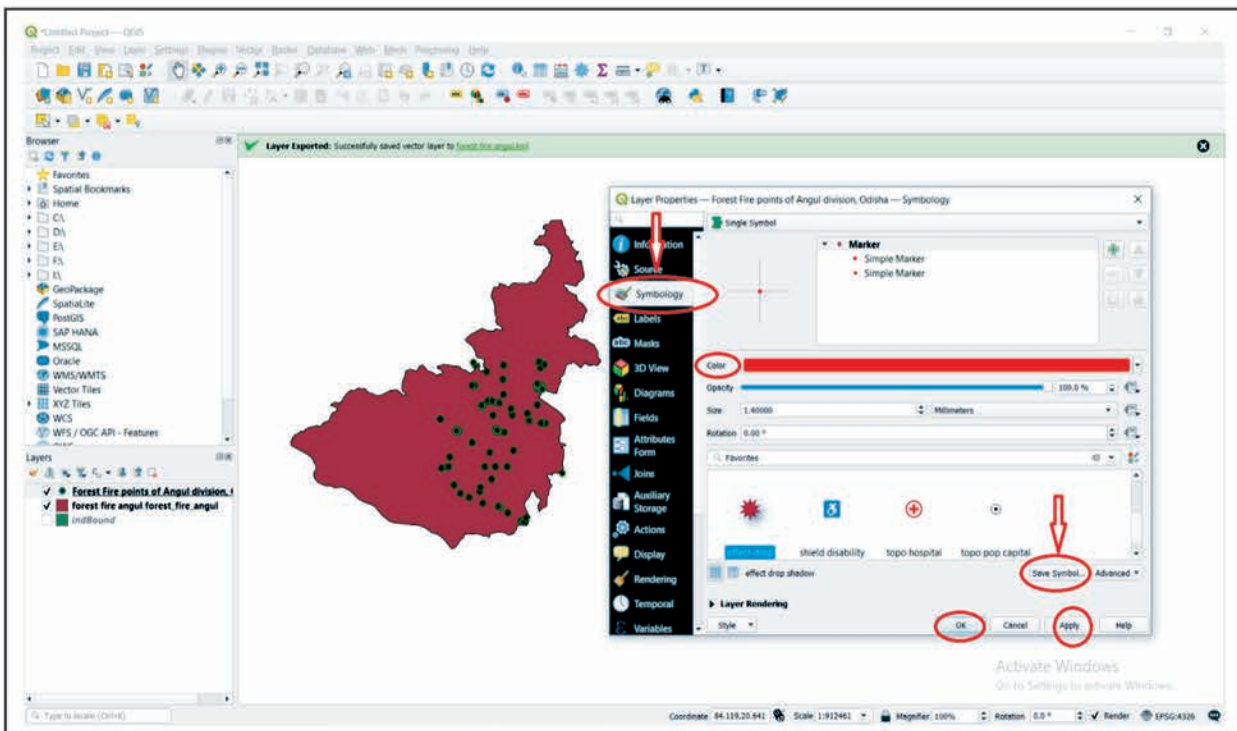 *Untitled Project — QGIS
Project Edit View Layer Settings Plugins Vector Raster Database Web Mesh Processing Help
Browser
Favorites
Spatial Bookmarks
Home
C:\
D:\
E:\
F:\
I:\
GeoPackage
SpatiaLite
PostGIS
SAP HANA
MSSQL
Oracle
WMS/WMTS
Vector Tiles
XYZ Tiles
WCS
WFS / OGC API - Features
Layers
Forest Fire points of Angul division,
forest fire angul forest_fire_angul
indBound
Layer Exported: Successfully saved vector layer to forest fire angul.kml
Layer Properties — Forest Fire points of Angul division, Odisha — Symbology
Information
Source
Symbology
abc Labels
abc Masks
3D View
Diagrams
Fields
Attributes
Form
Joins
Auxiliary
Storage
Actions
Display
Rendering
Temporal
Variables
Single Symbol
Marker
Simple Marker
Simple Marker
Color
Opacity 100.0 %
Size 1.40000 Millimeters
Rotation 0.00 °
Favorites
effect drop shield disability topo hospital topo pop capital
effect drop shadow Save Symbol... Advanced
Layer Rendering
Style OK Cancel Apply Help
Activate Windows
Go to Settings to activate Windows.
Type to locate (Ctrl+K) Coordinate 84.119,20.641 Scale 1:912461 Magnifier 100% Rotation 0.0 ° Render EPSG:4326